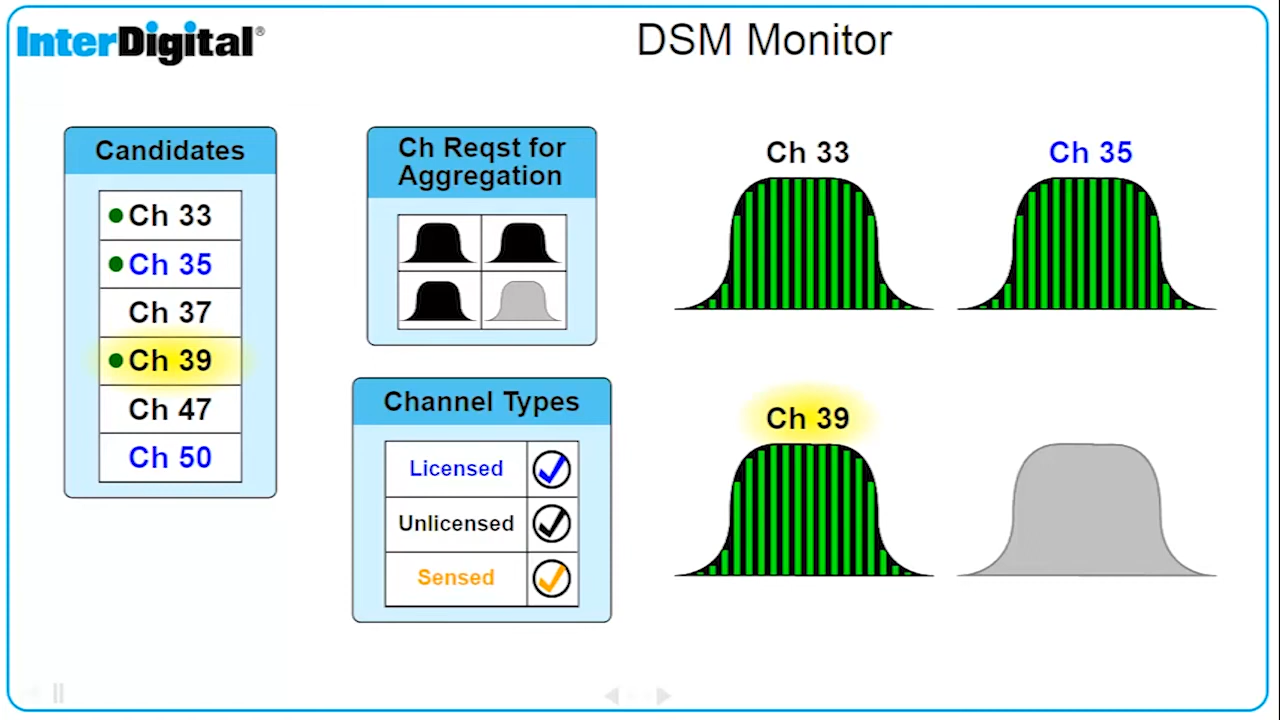 InterDigital®
DSM Monitor
Candidates
Ch 33
Ch 35
Ch 37
Ch 39
Ch 47
Ch 50
Ch Reqst for
Aggregation
Channel Types
Licensed
Unlicensed
Sensed
Ch 33
Ch 35
Ch 39